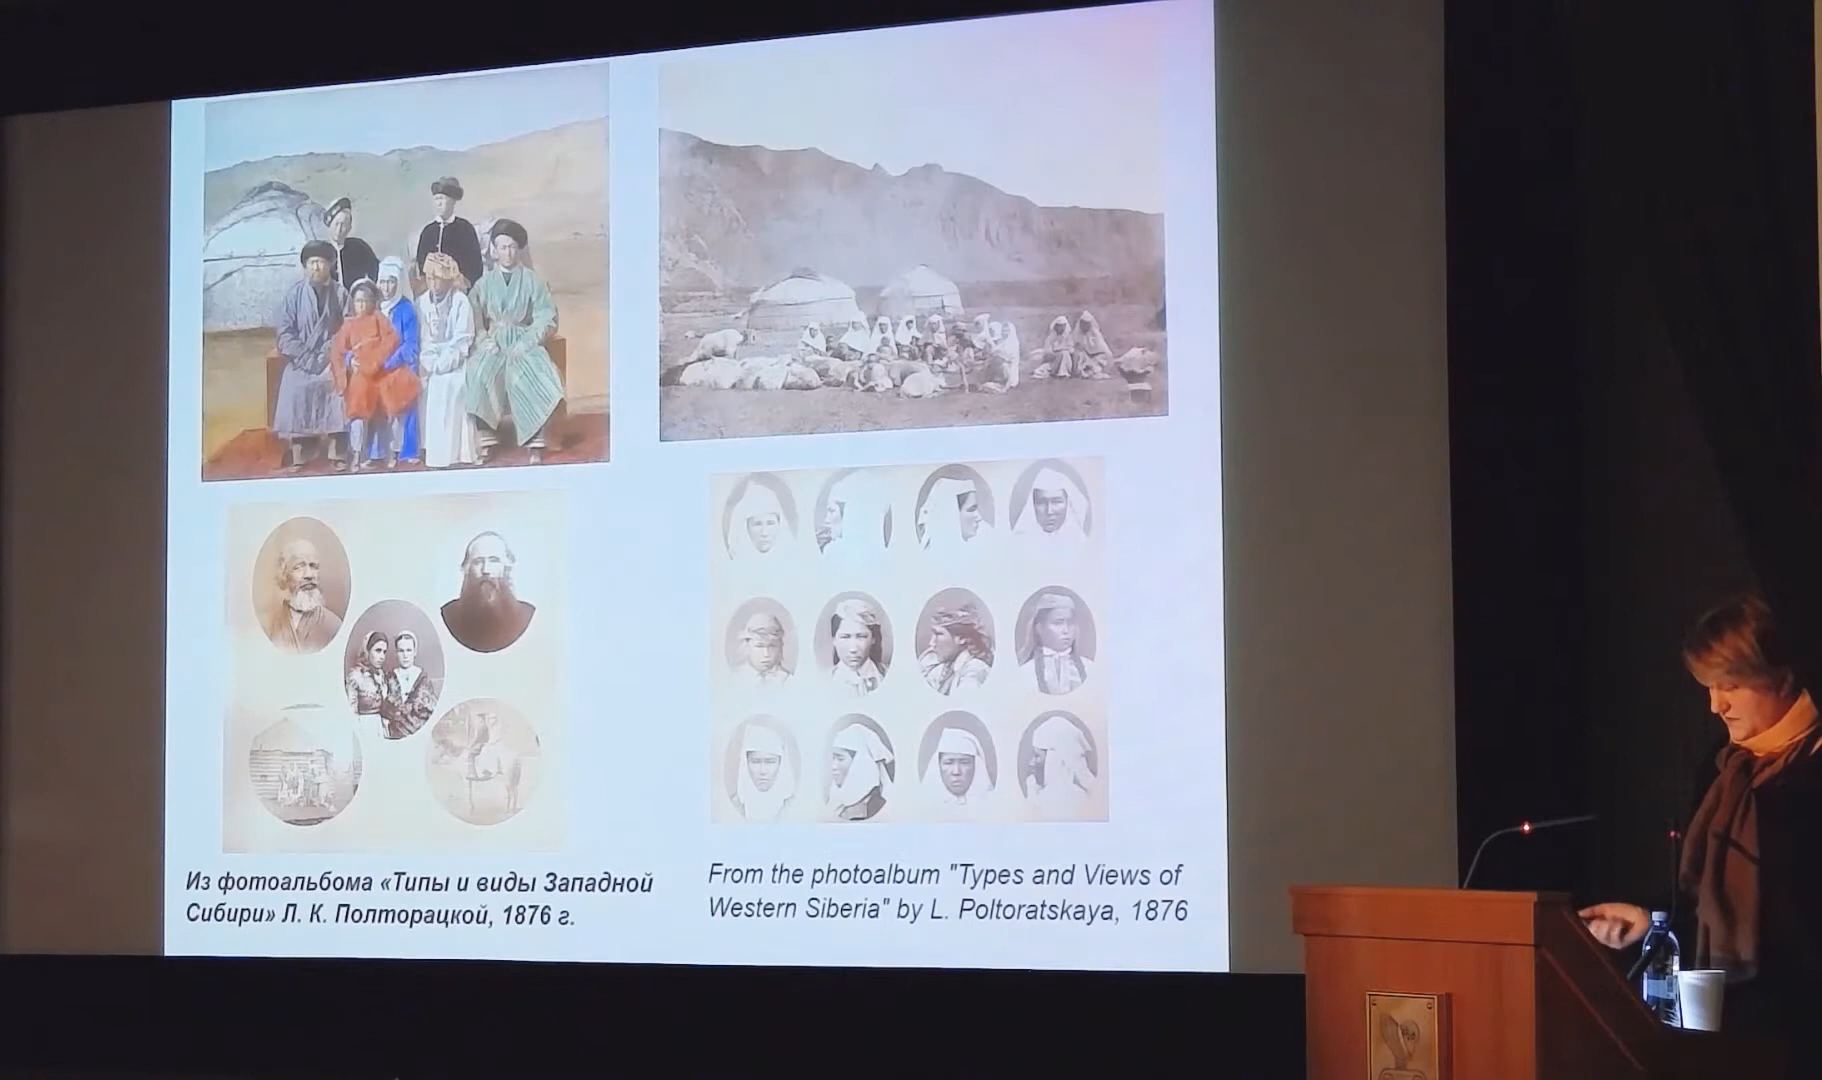 Из фотоальбома «Типы и виды Западной
Сибири» Л. К. Полторацкой, 1876 г.
From the photoalbum "Types and Views of
Western Siberia" by L. Poltoratskaya, 1876